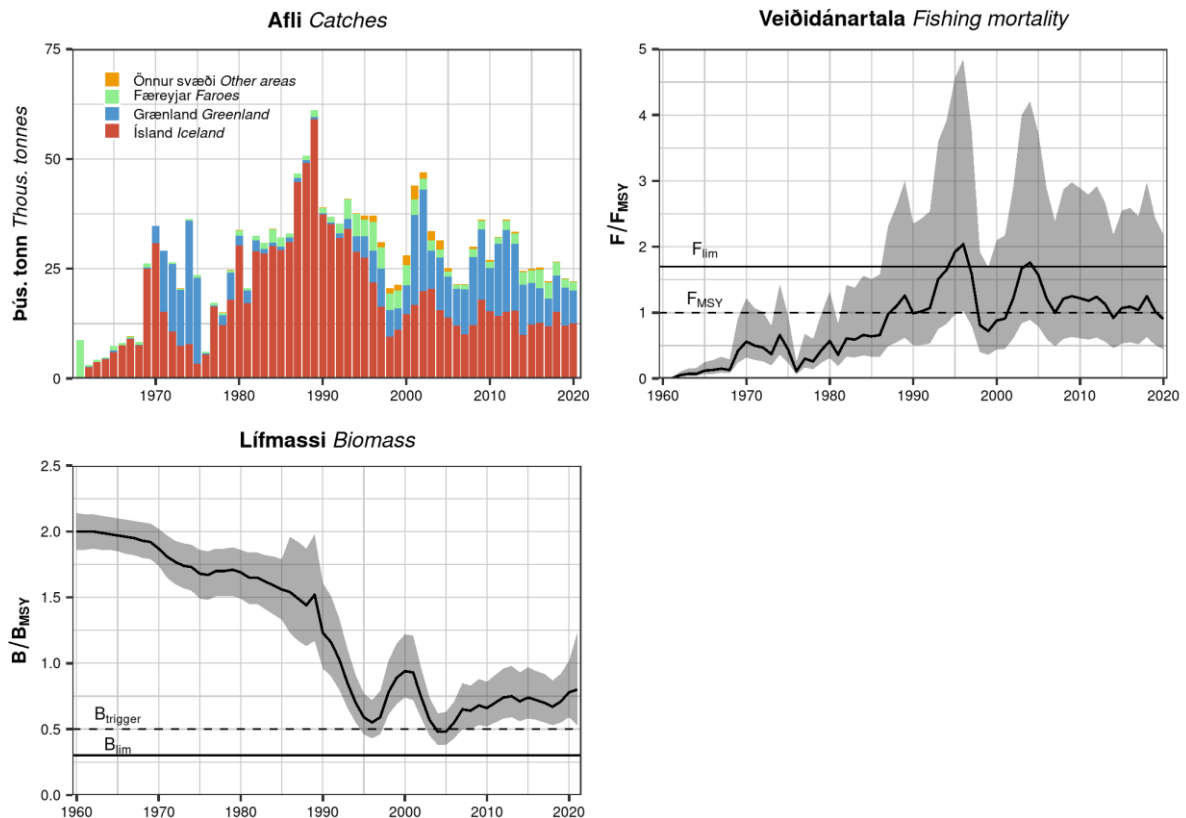 Afli Catches
Þús. tonn Thous. tonnes
75
50
25
0
Önnur svæði Other areas
Færeyjar Faroes
Grænland Greenland
Ísland Iceland
1970 1980 1990 2000 2010 2020
Veiðidánartala Fishing mortality
F/FMSY
5
4
3
2
1
0
Flim
FMSY
1960 1970 1980 1990 2000 2010 2020
Lífmassi Biomass
B/BMSY
2.5
2.0
1.5
1.0
0.5
0.0
Btrigger
Blim
1960 1970 1980 1990 2000 2010 2020